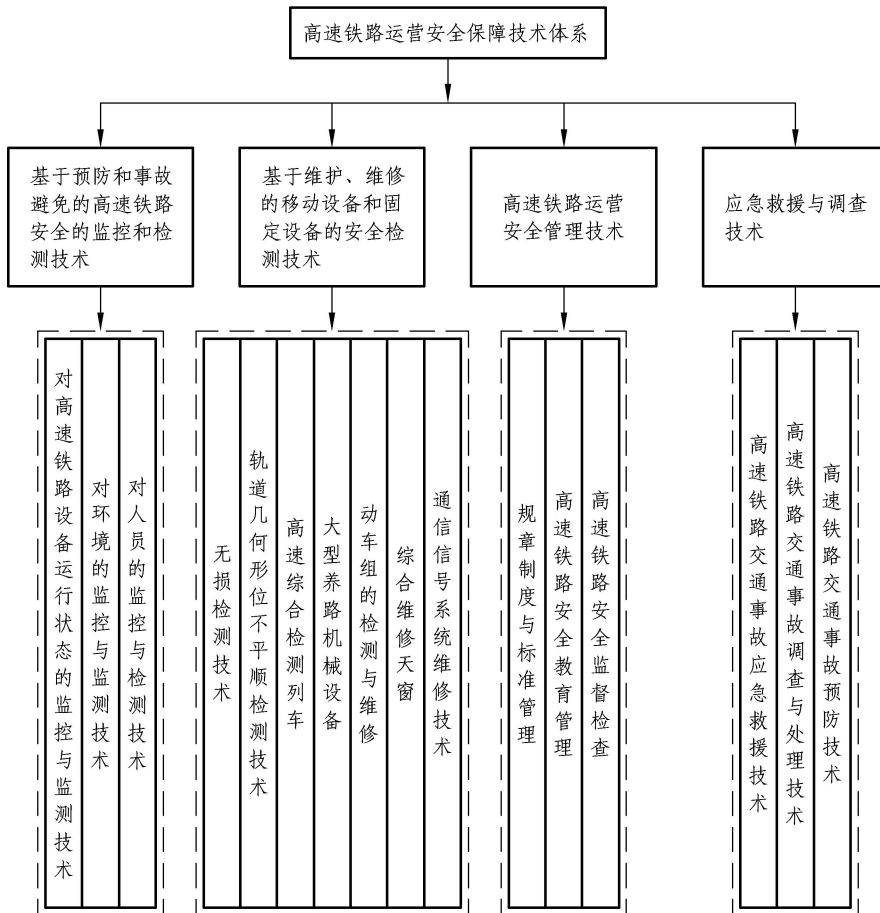 高速铁路运营安全保障技术体系
基于预防和事故
避免的高速铁路
安全的监控和检
测技术
基于维护、维修
的移动设备和固
定设备的安全检
测技术
高速铁路运营
安全管理技术
应急救援与调查
技术
对高速铁路设备运行状态的监控与监测技术
对环境的监控与监测技术
对人员的监控与检测技术
无损检测技术
轨道几何形位不平顺检测技术
高速综合检测列车
大型养路机械设备
动车组的检测与维修
综合维修天窗
通信信号系统维修技术
规章制度与标准管理
高速铁路安全教育管理
高速铁路安全监督检查
高速铁路交通事故应急救援技术
高速铁路交通事故调查与处理技术
高速铁路交通事故预防技术